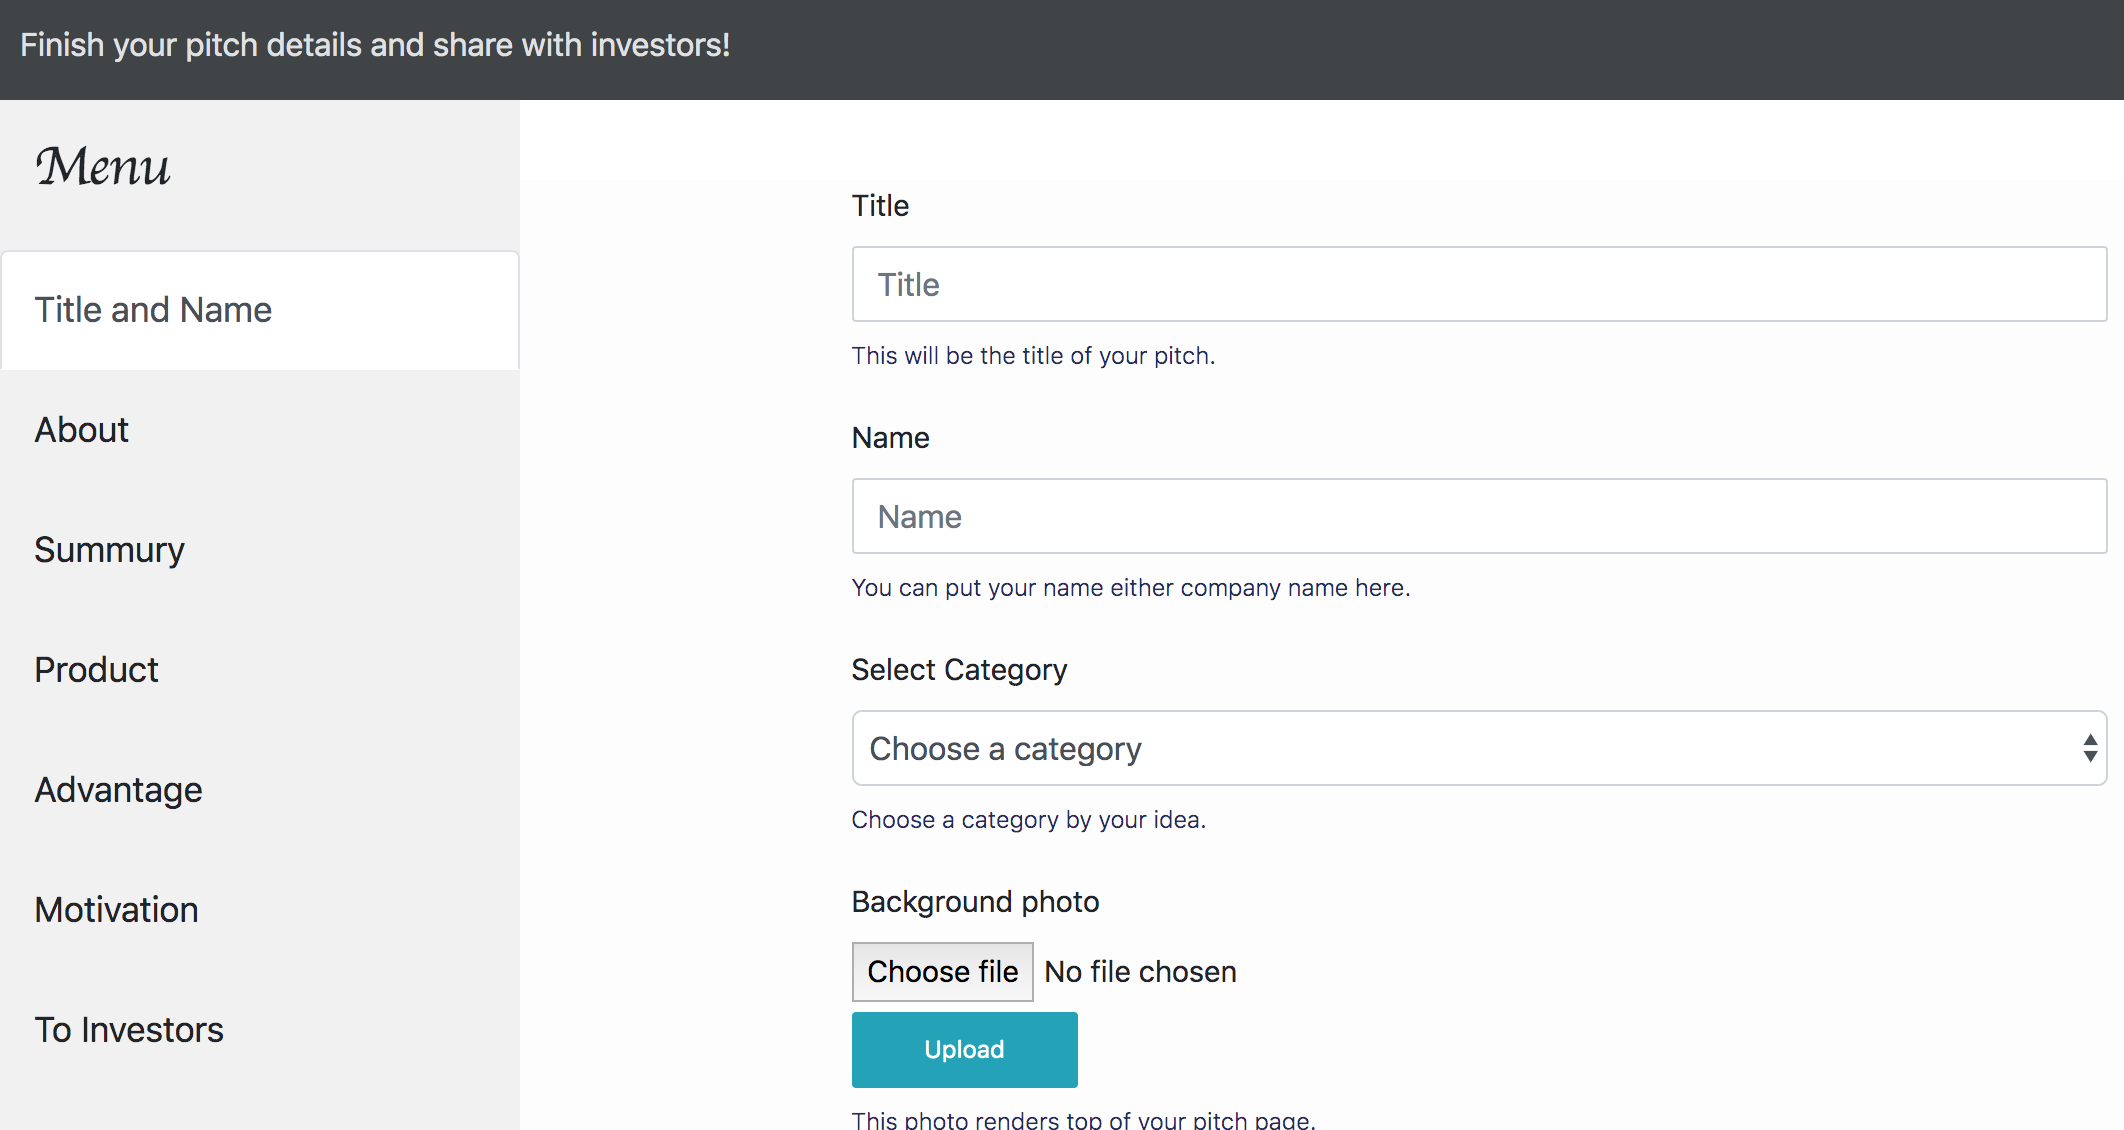 Finish your pitch details and share with investors!
Menu
Title and Name
About
Summury
Product
Advantage
Motivation
To Investors
Title
Title
This will be the title of your pitch.
Name
Name
You can put your name either company name here.
Select Category
Choose a category
Choose a category by your idea.
Background photo
Choose file No file chosen
Upload
This photo renders top of your pitch page.